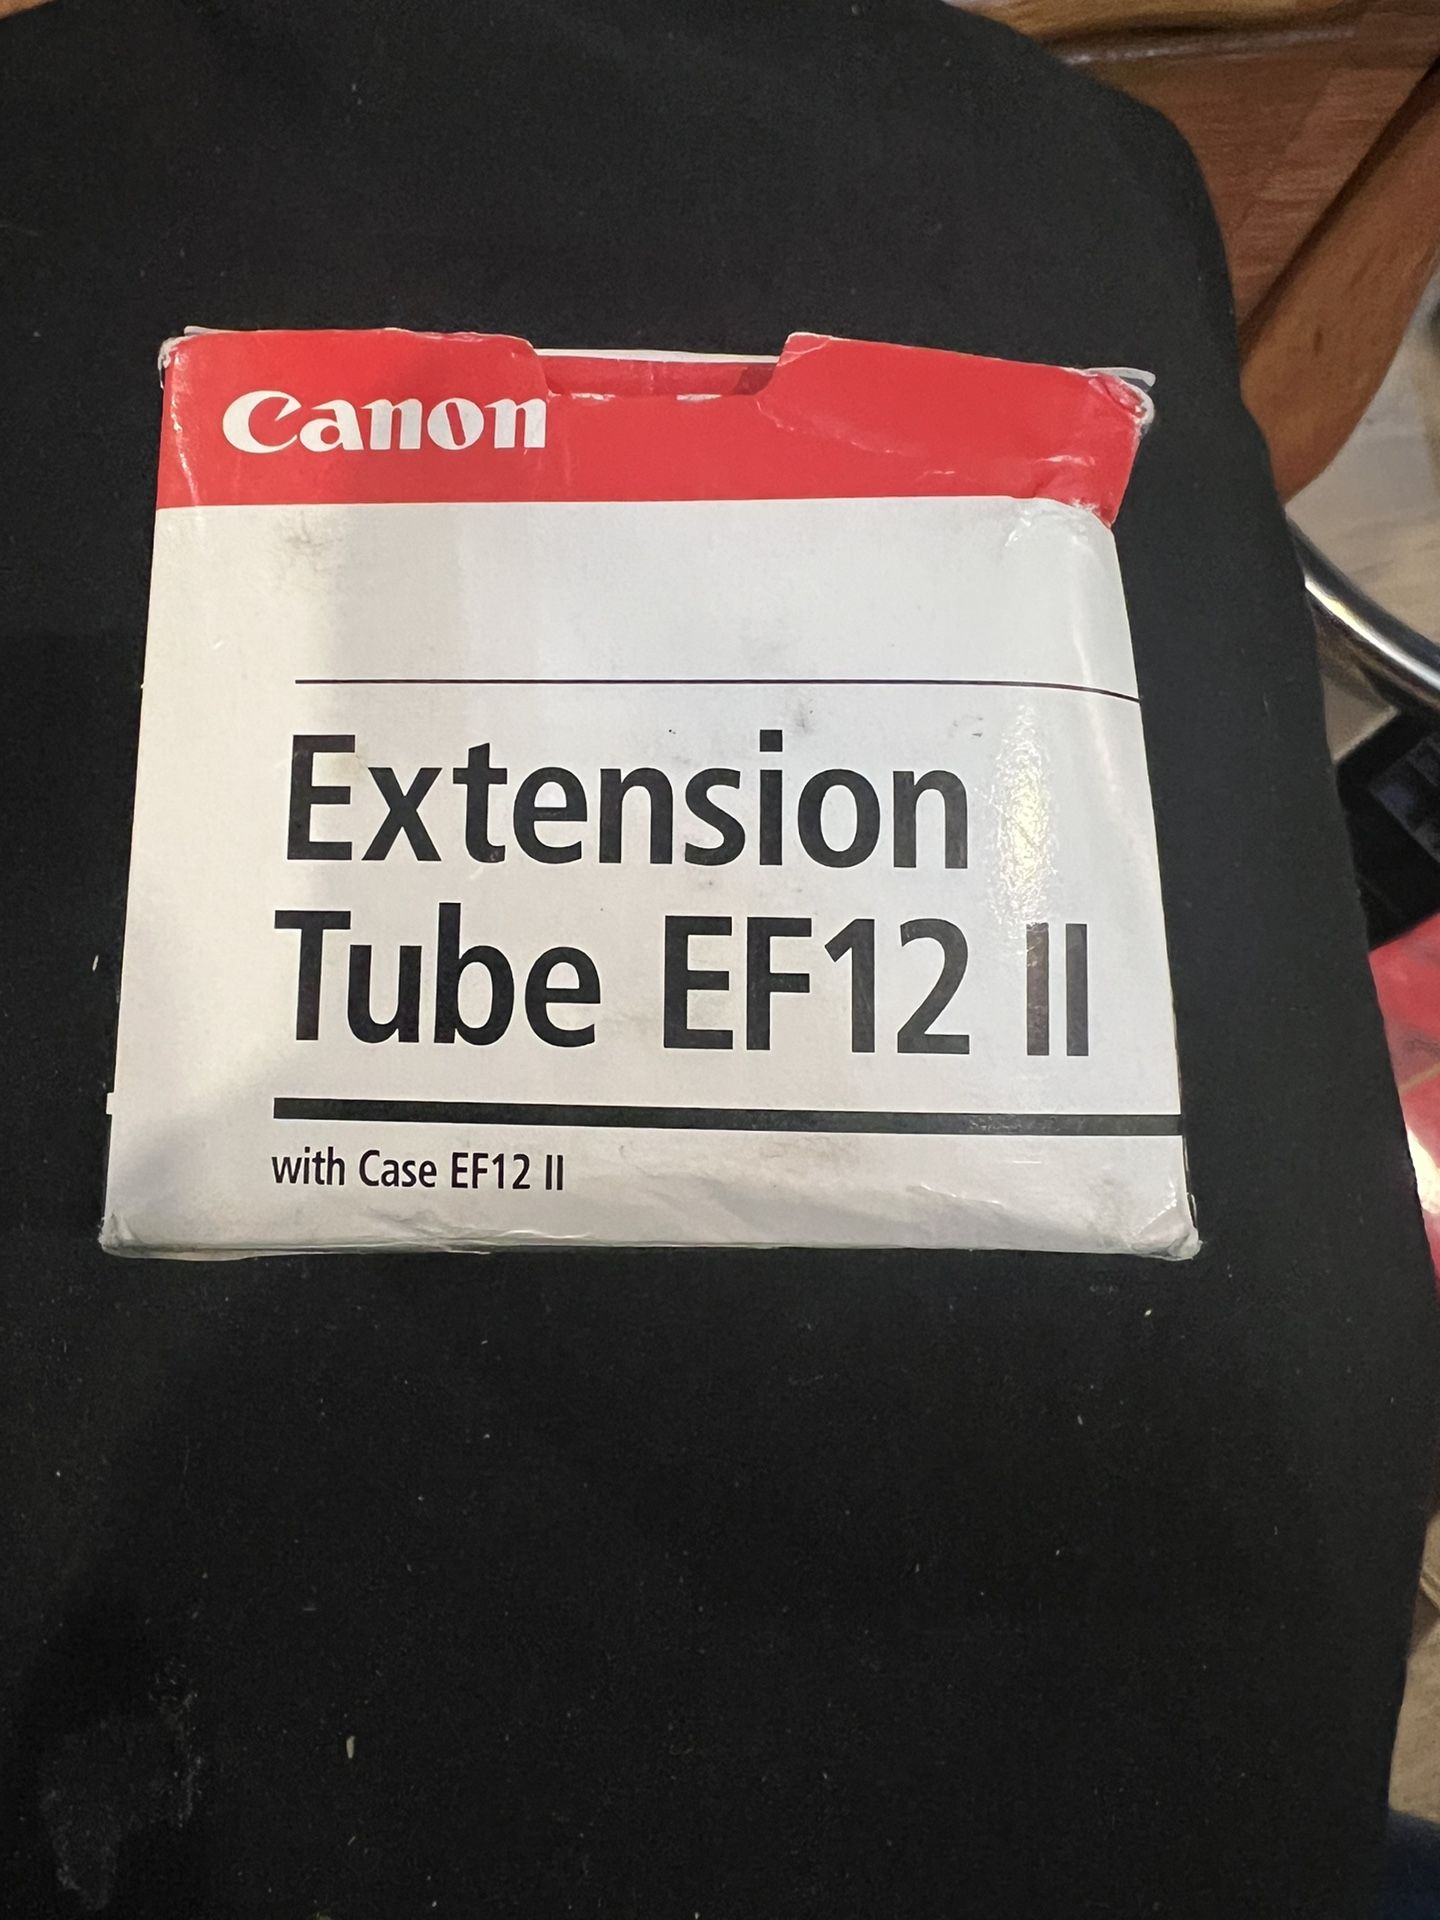 Canon
Extension
Tube EF12 II
with Case EF12 II